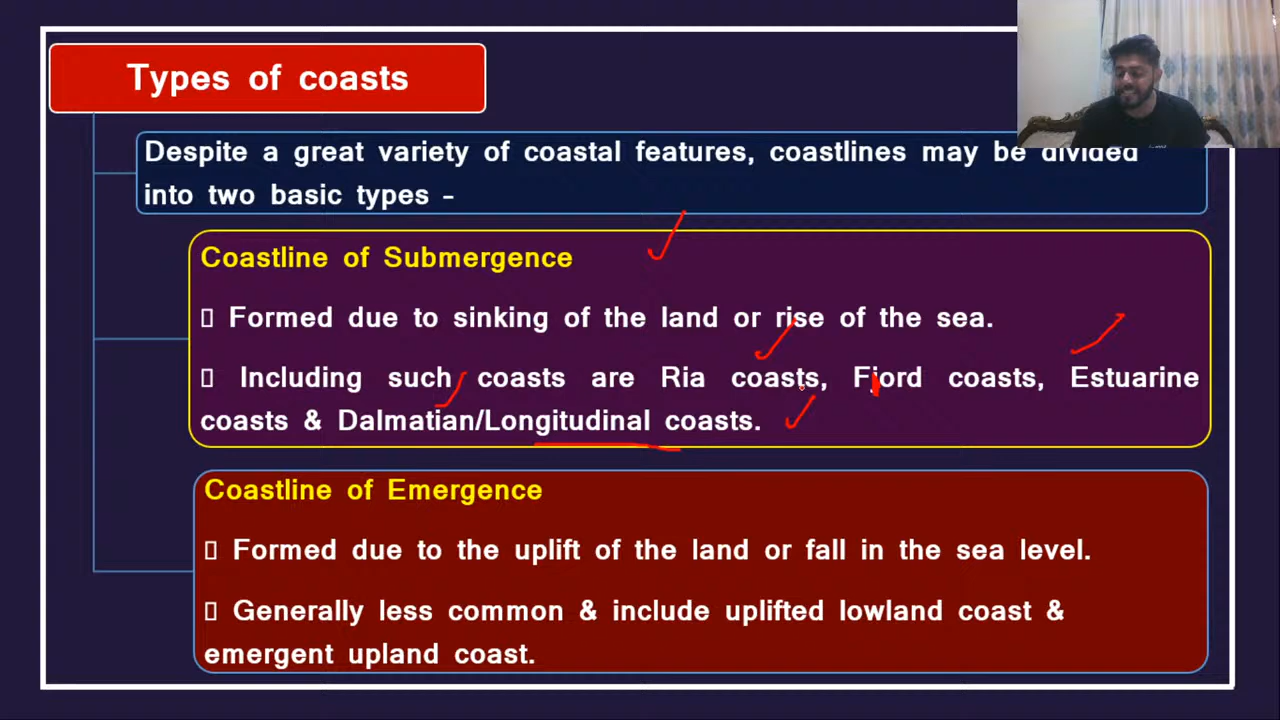 Types of coasts
Despite a great variety of coastal features, coastlines may be divided
into two basic types -
Coastline of Submergence
▯ Formed due to sinking of the land or rise of the sea.
▯ Including such coasts are Ria coasts, Fjord coasts, Estuarine
coasts & Dalmatian/Longitudinal coasts.
Coastline of Emergence
▯ Formed due to the uplift of the land or fall in the sea level.
▯ Generally less common & include uplifted lowland coast &
emergent upland coast.